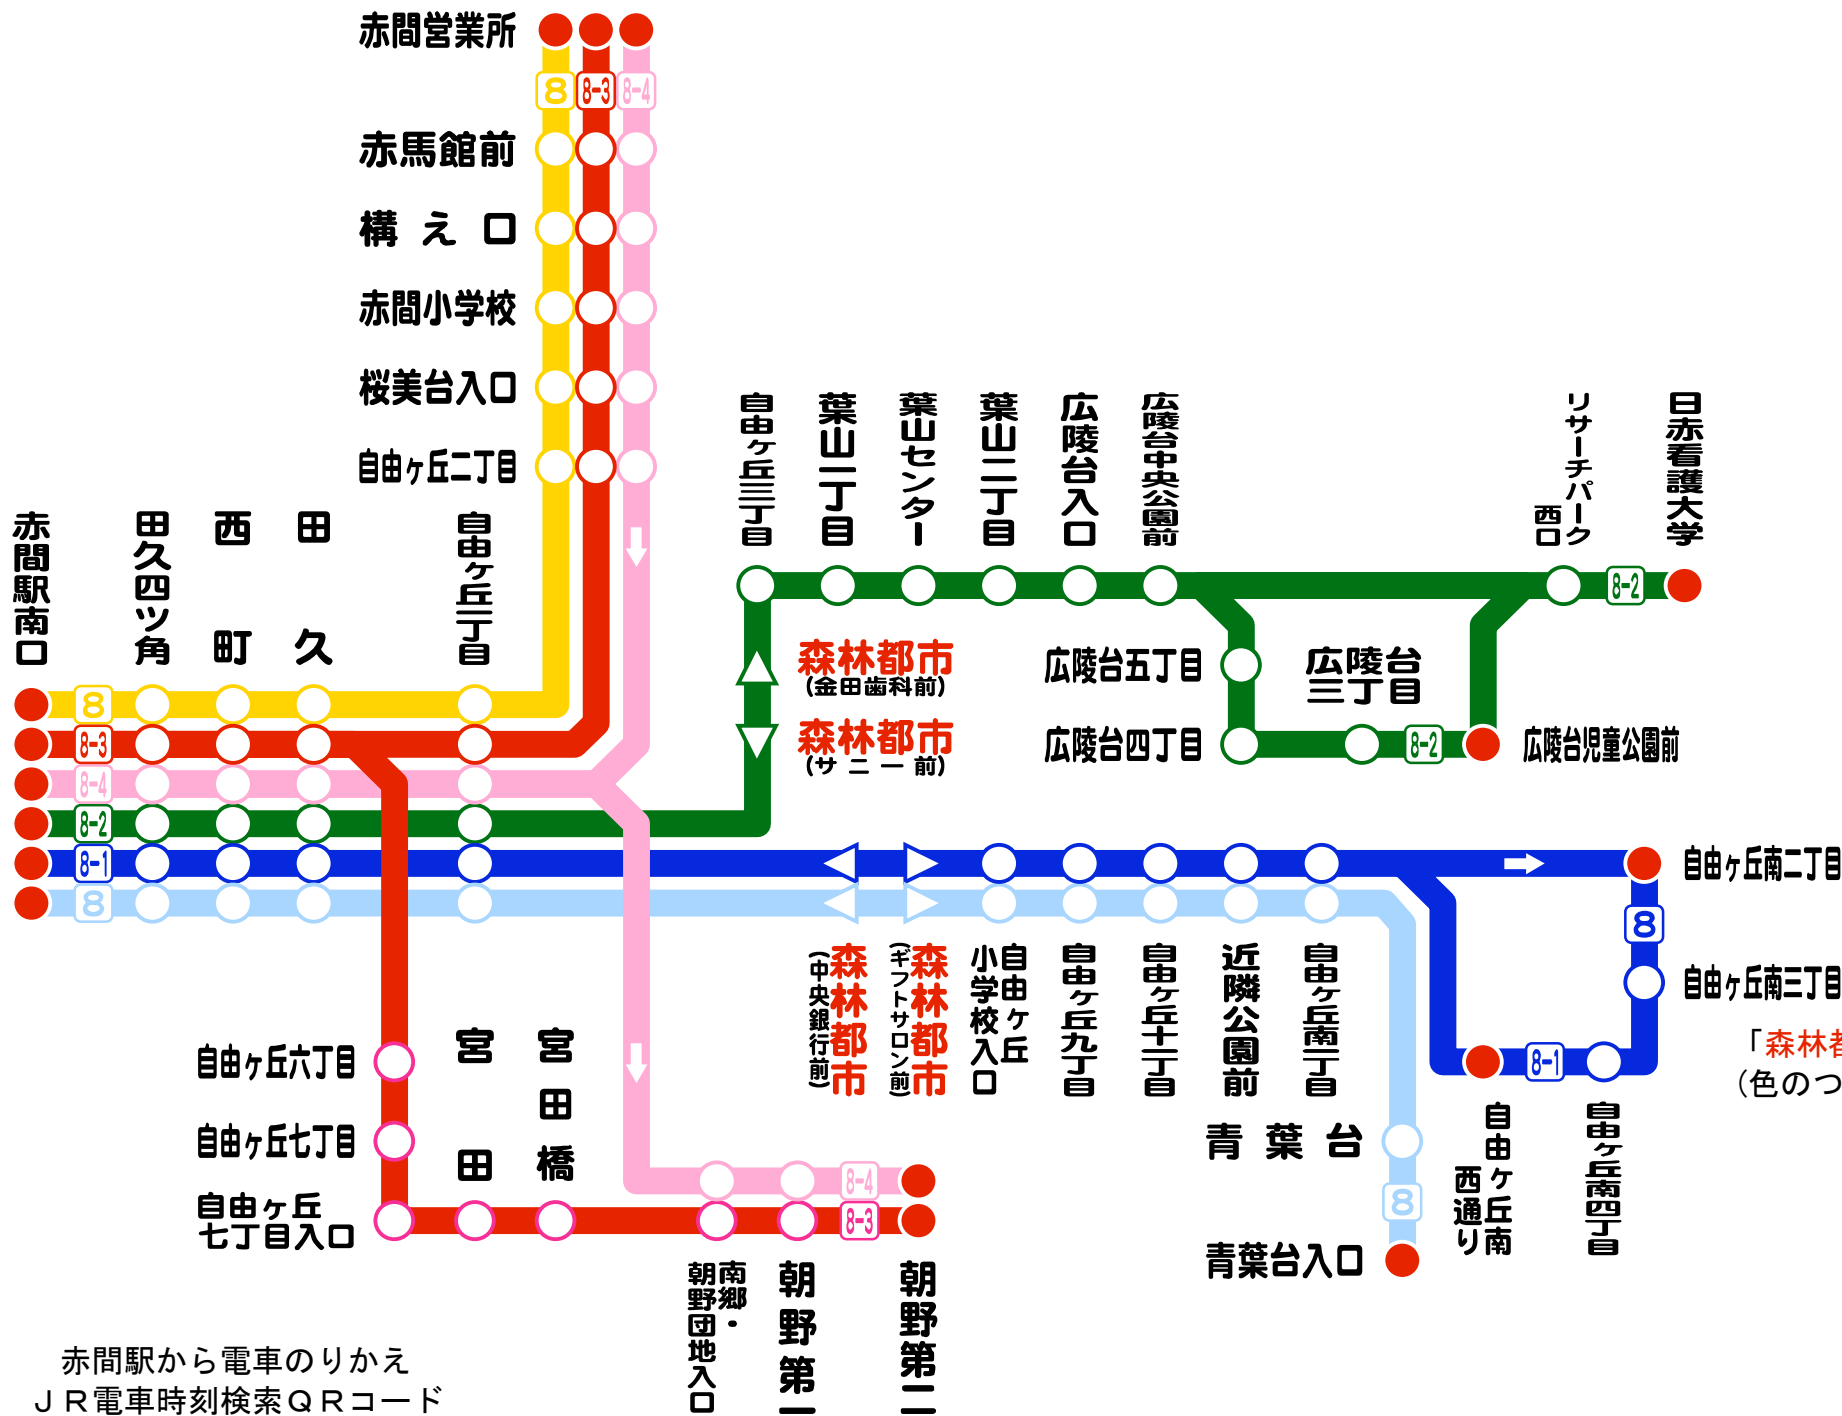 赤間営業所
8
8-3
8-4
赤馬館前
構え口
赤間小学校
桜美台入口
自由ヶ丘二丁目
赤間駅南口
田久四ツ角
西町
田久
自由ヶ丘一丁目
自由ヶ丘三丁目
葉山一丁目
葉山センター
葉山二丁目
広陵台入口
広陵台中央公園前
リサーチパーク
西口
日赤看護大学
8-2
森林都市
(金田歯科前)
森林都市
(サニー前)
広陵台五丁目
広陵台四丁目
広陵台
三丁目
8-2
広陵台児童公園前
8
8-3
8-4
8-2
8-1
8
森林都市
(中央銀行前)
森林都市
(ギフトサロン前)
自由ヶ丘
小学校入口
自由ヶ丘九丁目
自由ヶ丘十一丁目
近隣公園前
自由ヶ丘南一丁目
自由ヶ丘南二丁目
8
自由ヶ丘南三丁目
8-1
自由ヶ丘南
西通り
自由ヶ丘南四丁目
「森林都
(色のつ
青葉台
8
青葉台入口
自由ヶ丘六丁目
自由ヶ丘七丁目
自由ヶ丘
七丁目入口
宮田
宮田橋
8-4
8-3
南郷・
朝野団地入口
朝野第一
朝野第二
赤間駅から電車のりかえ
ＪＲ電車時刻検索ＱＲコード